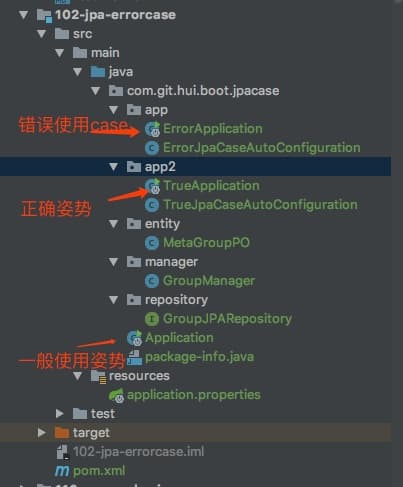 102-jpa-errorcase
src
main
java
com.git.hui.boot.jpacase
app
错误使用case
ErrorApplication
ErrorJpaCaseAutoConfiguration
app2
TrueApplication
正确姿势
TrueJpaCaseAutoConfiguration
entity
MetaGroupPO
manager
GroupManager
repository
GroupJPARepository
Application
一般使用姿势
package-info.java
resources
application.properties
test
target
102-jpa-errorcase.iml
pom.xml